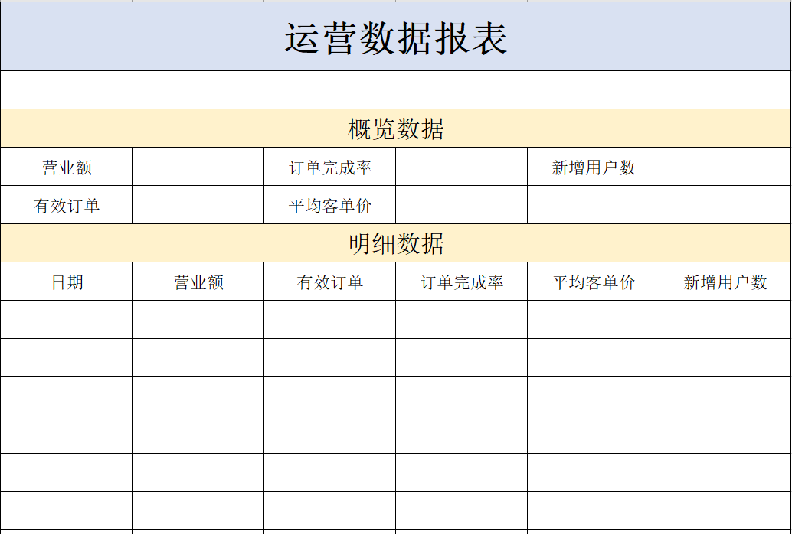 运营数据报表
概览数据
营业额 订单完成率 新增用户数
有效订单 平均客单价
明细数据
日期 营业额 有效订单 订单完成率 平均客单价 新增用户数